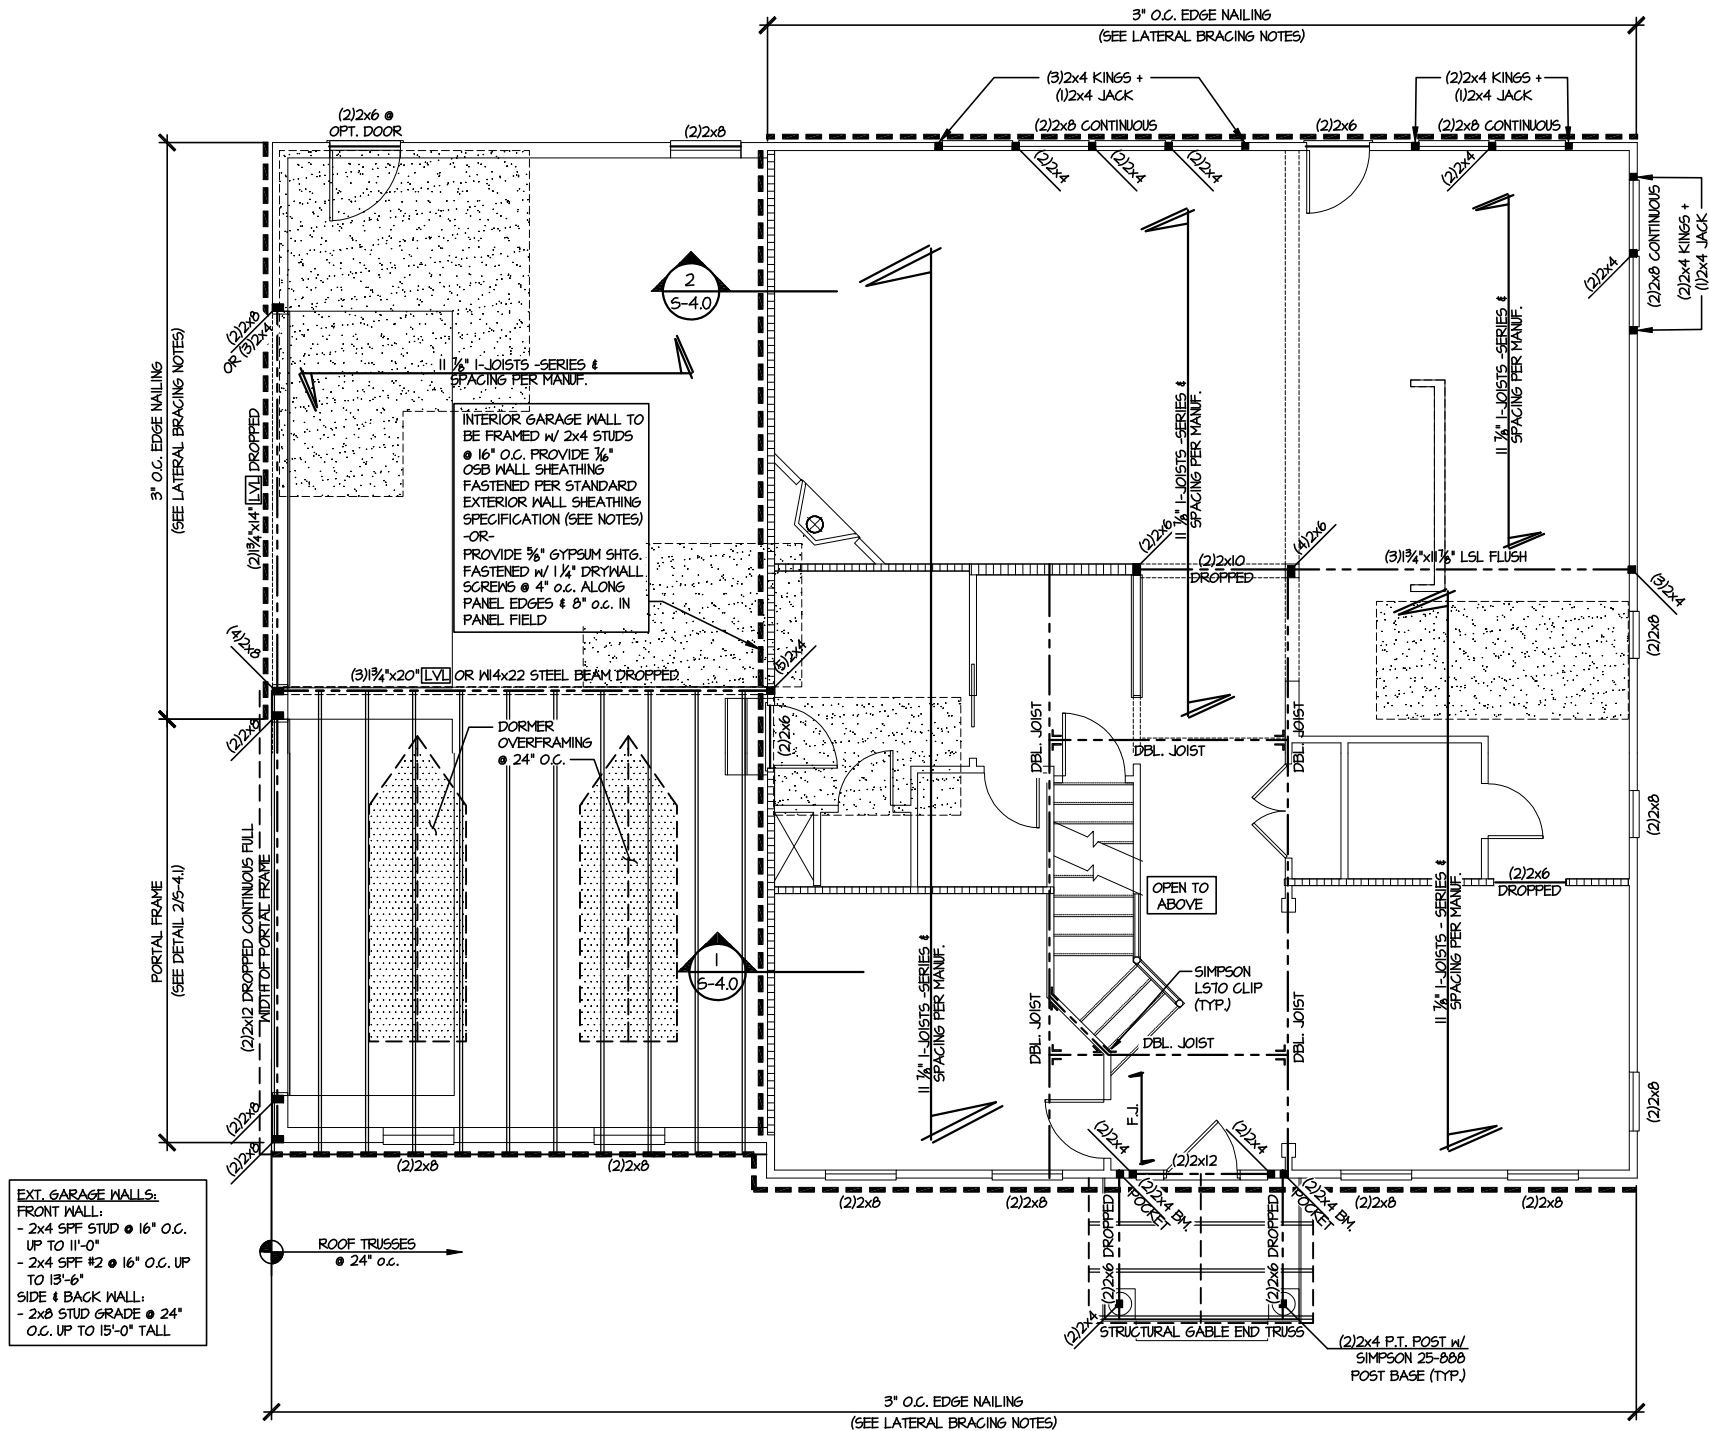 3" O.C. EDGE NAILING
(SEE LATERAL BRACING NOTES)
(3)2x4 KINGS +
(1)2x4 JACK
(2)2x4 KINGS +
(1)2x4 JACK
(2)2x6 @
OPT. DOOR
(2)2x8
(2)2x8 CONTINUOUS
(2)2x6
(2)2x8 CONTINUOUS
(2)2x4
(2)2x4
(2)2x4
(2)2x4
(2)2x8 CONTINUOUS
(2)2x4 KINGS +
(1)2x4 JACK
(2)2x4
2
S-4.0
3" O.C. EDGE NAILING
(SEE LATERAL BRACING NOTES)
(2)2x8
OR (3)2x4
11 7/8" I-JOISTS -SERIES &
SPACING PER MANUF.
11 7/8" I-JOISTS -SERIES &
SPACING PER MANUF.
11 7/8" I-JOISTS -SERIES &
SPACING PER MANUF.
(2)1 3/4"x14" LVL DROPPED
INTERIOR GARAGE WALL TO
BE FRAMED W/ 2x4 STUDS
@ 16" O.C. PROVIDE 7/16"
OSB WALL SHEATHING
FASTENED PER STANDARD
EXTERIOR WALL SHEATHING
SPECIFICATION (SEE NOTES)
-OR-
PROVIDE 5/8" GYPSUM SHTG.
FASTENED W/ 1 1/4" DRYWALL
SCREWS @ 4" O.C. ALONG
PANEL EDGES & 8" O.C. IN
PANEL FIELD
(2)2x6
(2)2x10
DROPPED
(4)2x6
(3)1 3/4"x11 7/8" LSL FLUSH
(3)2x4
(2)2x8
(4)2x8
(3)1 3/4"x20" LVL OR W14x22 STEEL BEAM DROPPED
(5)2x4
(2)2x8
(2)2x6
DORMER
OVERFRAMING
@ 24" O.C.
DBL. JOIST
DBL. JOIST
DBL. JOIST
(2)2x8
PORTAL FRAME
(SEE DETAIL 2/S-4.1)
(2)2x12 DROPPED CONTINUOUS FULL
WIDTH OF PORTAL FRAME
OPEN TO
ABOVE
(2)2x6
DROPPED
1
S-4.0
11 7/8" I-JOISTS -SERIES &
SPACING PER MANUF.
SIMPSON
LS70 CLIP
(TYP.)
11 7/8" I-JOISTS - SERIES &
SPACING PER MANUF.
DBL. JOIST
DBL. JOIST
DBL. JOIST
F.J.
(2)2x8
(2)2x8
(2)2x8
(2)2x8
(2)2x8
(2)2x4
(2)2x12
(2)2x4
(2)2x8
(2)2x8
(2)2x4 BM.
POCKET
(2)2x4 BM.
POCKET
(2)2x8
(2)2x8
(2)2x6 DROPPED
(2)2x6 DROPPED
EXT. GARAGE WALLS:
FRONT WALL:
- 2x4 SPF STUD @ 16" O.C.
UP TO 11'-0"
- 2x4 SPF #2 @ 16" O.C. UP
TO 13'-6"
SIDE & BACK WALL:
- 2x8 STUD GRADE @ 24"
O.C. UP TO 15'-0" TALL
ROOF TRUSSES
@ 24" O.C.
(2)2x4
STRUCTURAL GABLE END TRUSS
(2)2x4 P.T. POST W/
SIMPSON 25-888
POST BASE (TYP.)
3" O.C. EDGE NAILING
(SEE LATERAL BRACING NOTES)